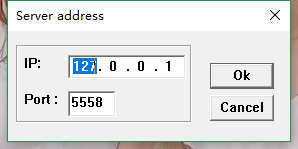 Server address
IP: 127. 0 . 0 . 1
Ok
Port : 5558
Cancel